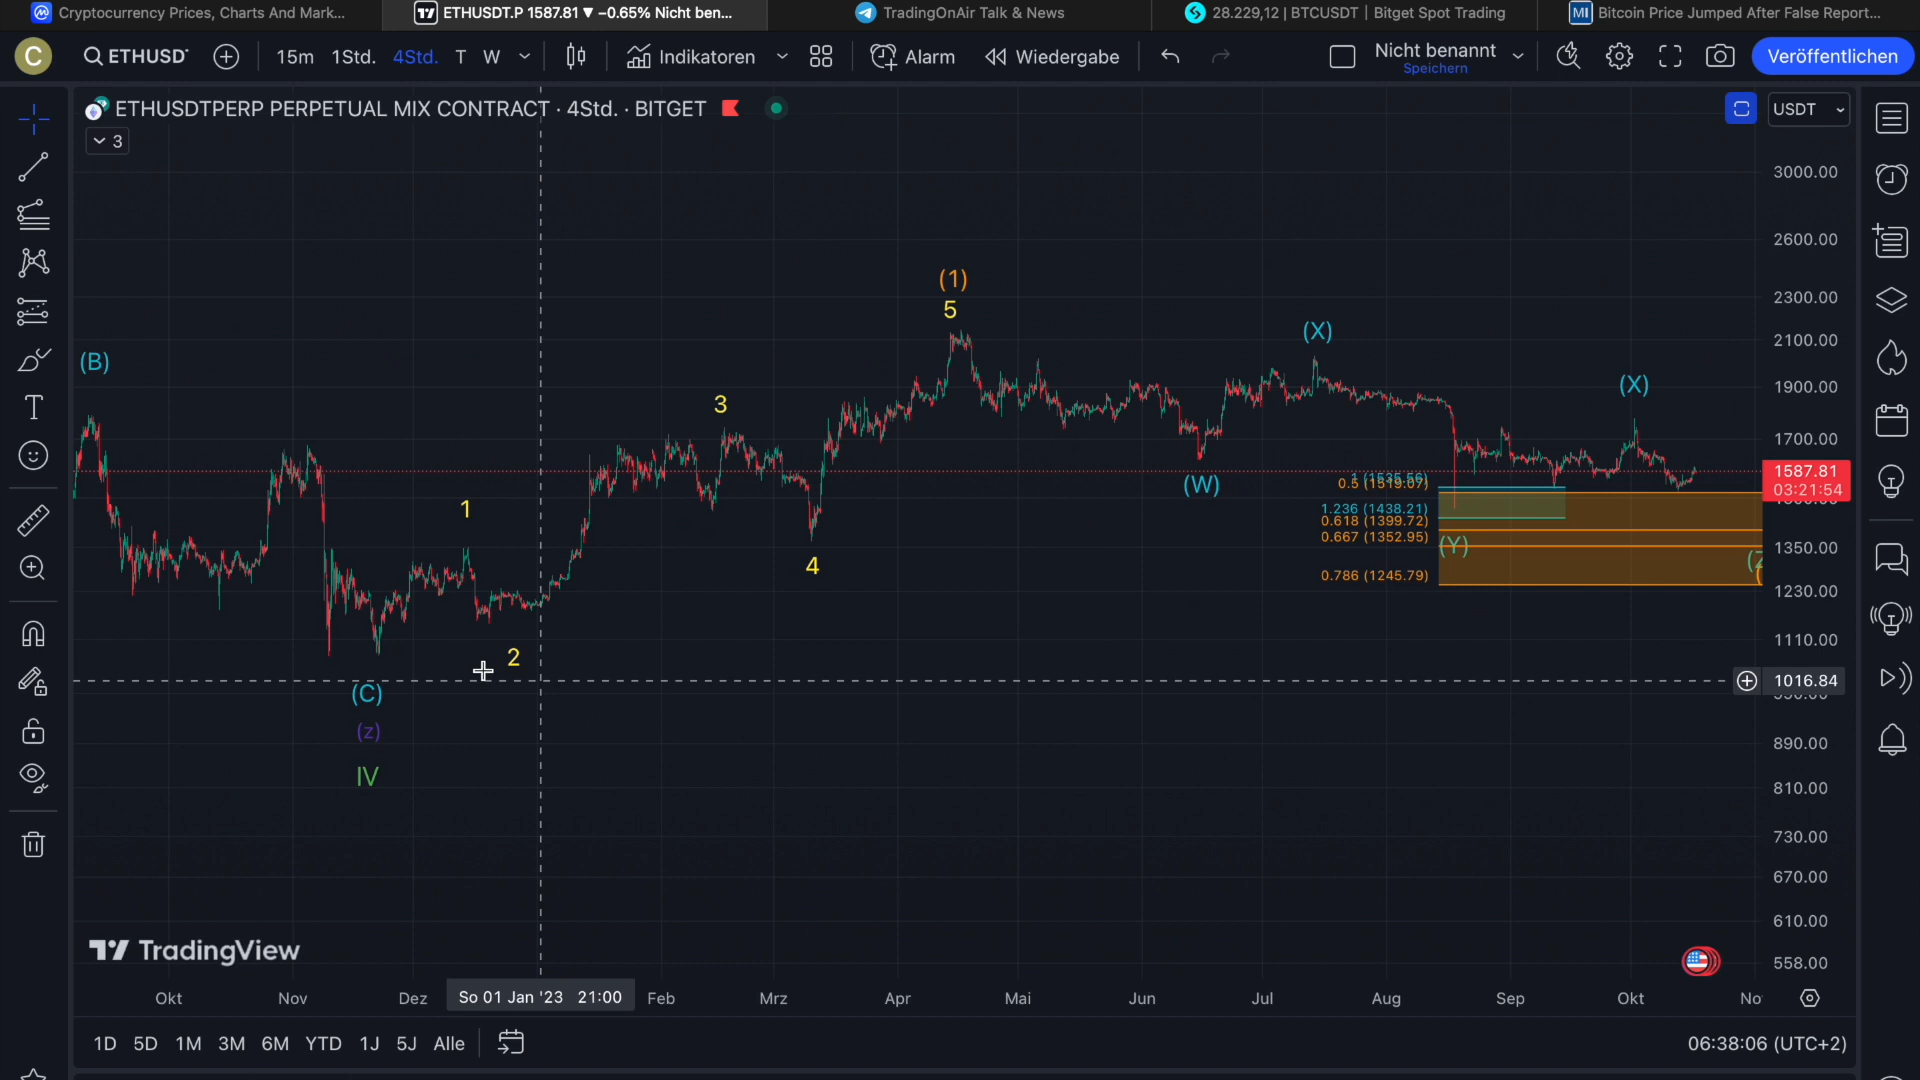 Cryptocurrency Prices, Charts And Mark...
ETHUSDT.P 1587.81 ▼ −0.65% Nicht ben...
TradingOnAir Talk & News
28.229,12 | BTCUSDT | Bitget Spot Trading
MI Bitcoin Price Jumped After False Report...
C
ETHUSD
15m 1Std. 4Std. T W
Indikatoren
Alarm
Wiedergabe
Nicht benannt
Speichern
Veröffentlichen
ETHUSDTPERP PERPETUAL MIX CONTRACT · 4Std. · BITGET
USDT
3
3000.00
2600.00
(1)
2300.00
5
(X)
2100.00
(B)
(X)
1900.00
3
1700.00
1587.81
03:21:54
(W)
0.5 (1519.07)
1
1.236 (1438.21)
0.618 (1399.72)
0.667 (1352.95)
(Y)
1350.00
4
0.786 (1245.79)
1230.00
1110.00
2
1016.84
(C)
(z)
890.00
IV
810.00
730.00
670.00
610.00
TradingView
558.00
Okt Nov Dez So 01 Jan '23 21:00 Feb Mrz Apr Mai Jun Jul Aug Sep Okt No
1D 5D 1M 3M 6M YTD 1J 5J Alle
06:38:06 (UTC+2)